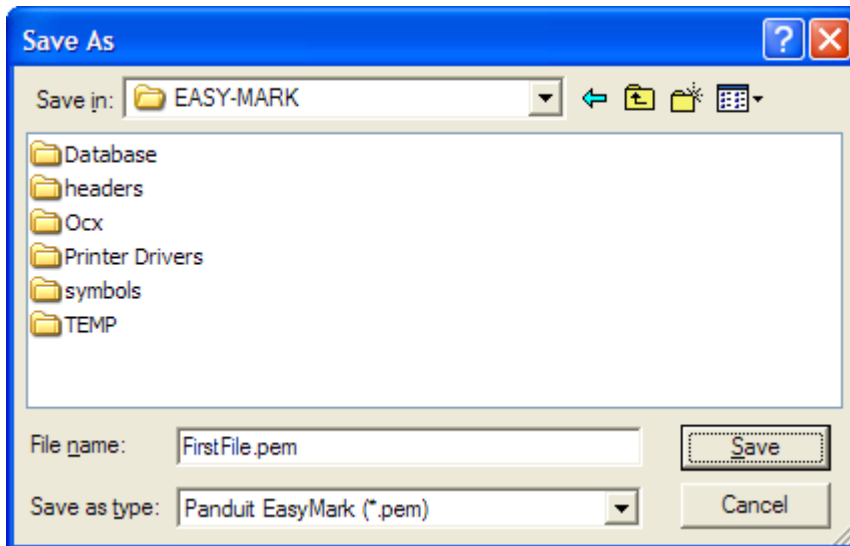 Save As
Save in: EASY-MARK
Database
headers
Ocx
Printer Drivers
symbols
TEMP
File name: FirstFile.pem Save
Save as type: Panduit EasyMark (*.pem) Cancel